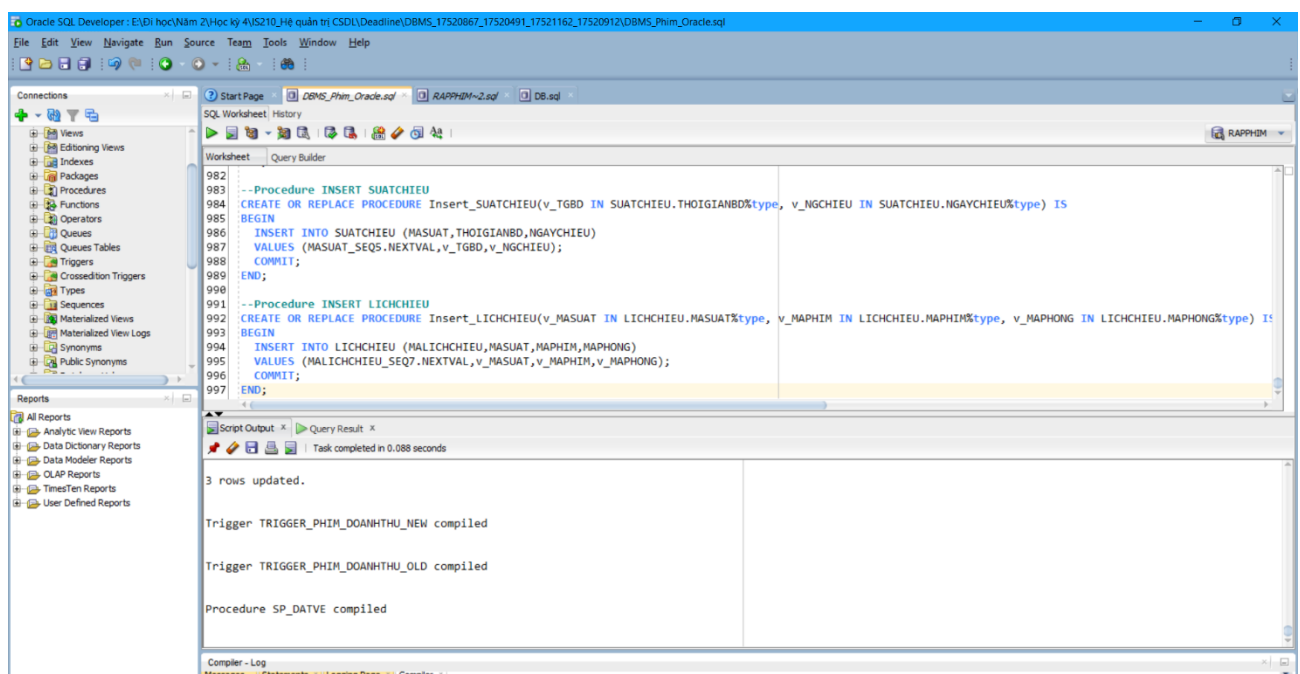 Oracle SQL Developer : E:\Đi học\Năm 2\Học kỳ 4\IS210_Hệ quản trị CSDL\Deadline\DBMS_17520867_17520491_17521162_17520912\DBMS_Phim_Oracle.sql
File Edit View Navigate Run Source Team Tools Window Help
Connections
Views
Editioning Views
Indexes
Packages
Procedures
Functions
Operators
Queues
Queues Tables
Triggers
Crossedition Triggers
Types
Sequences
Materialized Views
Materialized View Logs
Synonyms
Public Synonyms
Reports
All Reports
Analytic View Reports
Data Dictionary Reports
Data Modeler Reports
OLAP Reports
TimesTen Reports
User Defined Reports
Start Page DBMS_Phim_Oracle.sql RAPPHIM~2.sql DB.sql
SQL Worksheet History
RAPPHIM
Worksheet Query Builder
982
983 --Procedure INSERT SUATCHIEU
984 CREATE OR REPLACE PROCEDURE Insert_SUATCHIEU(v_TGBD IN SUATCHIEU.THOIGIANBD%type, v_NGCHIEU IN SUATCHIEU.NGAYCHIEU%type) IS
985 BEGIN
986 INSERT INTO SUATCHIEU (MASUAT,THOIGIANBD,NGAYCHIEU)
987 VALUES (MASUAT_SEQ5.NEXTVAL,v_TGBD,v_NGCHIEU);
988 COMMIT;
989 END;
990
991 --Procedure INSERT LICHCHIEU
992 CREATE OR REPLACE PROCEDURE Insert_LICHCHIEU(v_MASUAT IN LICHCHIEU.MASUAT%type, v_MAPHIM IN LICHCHIEU.MAPHIM%type, v_MAPHONG IN LICHCHIEU.MAPHONG%type) IS
993 BEGIN
994 INSERT INTO LICHCHIEU (MALICHCHIEU,MASUAT,MAPHIM,MAPHONG)
995 VALUES (MALICHCHIEU_SEQ7.NEXTVAL,v_MASUAT,v_MAPHIM,v_MAPHONG);
996 COMMIT;
997 END;
Script Output x Query Result x
Task completed in 0.088 seconds
3 rows updated.
Trigger TRIGGER_PHIM_DOANHTHU_NEW compiled
Trigger TRIGGER_PHIM_DOANHTHU_OLD compiled
Procedure SP_DATVE compiled
Compiler - Log